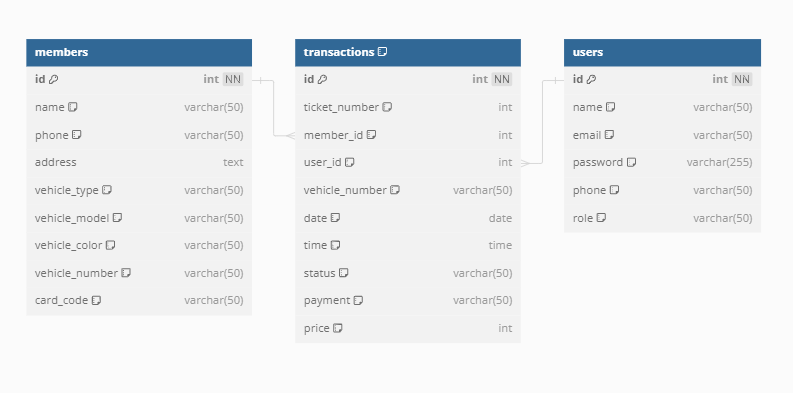 members
id int NN
name varchar(50)
phone varchar(50)
address text
vehicle_type varchar(50)
vehicle_model varchar(50)
vehicle_color varchar(50)
vehicle_number varchar(50)
card_code varchar(50)
transactions
id int NN
ticket_number int
member_id int
user_id int
vehicle_number varchar(50)
date date
time time
status varchar(50)
payment varchar(50)
price int
users
id int NN
name varchar(50)
email varchar(50)
password varchar(255)
phone varchar(50)
role varchar(50)